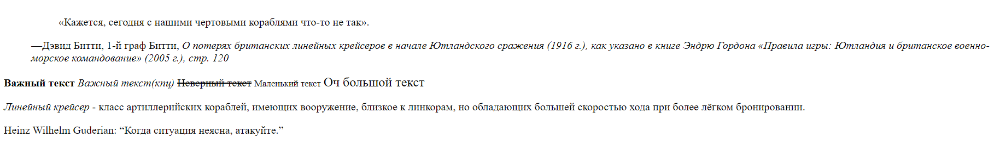 «Кажется, сегодня с нашими чертовыми кораблями что-то не так».
—Дэвид Битти, 1-й граф Битти, О потерях британских линейных крейсеров в начале Ютландского сражения (1916 г.), как указано в книге Эндрю Гордона «Правила игры: Ютландия и британское военно-
морское командование» (2005 г.), стр. 120
Важный текст Важный текст(кпц) Неверный текст Маленький текст Оч большой текст
Линейный крейсер - класс артиллерийских кораблей, имеющих вооружение, близкое к линкорам, но обладающих большей скоростью хода при более лёгком бронировании.
Heinz Wilhelm Guderian: “Когда ситуация неясна, атакуйте.”